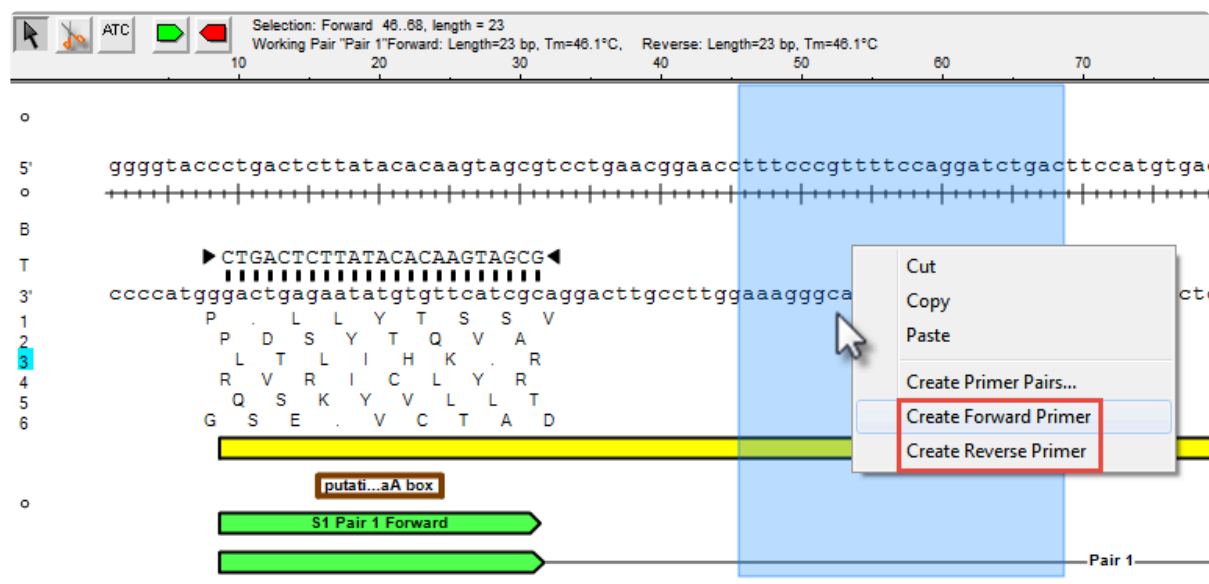 ATC
Selection: Forward 46..68, length = 23
Working Pair "Pair 1"Forward: Length=23 bp, Tm=46.1°C, Reverse: Length=23 bp, Tm=46.1°C
10 20 30 40 50 60 70
5' ggggtaccctgactcttatacacaagtagcgtcctgaacggaacctttcccgttttccaggatctgacttccatgtga
B
T CTGACTCTTATACACAAGTAGCG
3' ccccatgggactgagaatatgtgttcatcgcaggacttgccttggaaagggca ct
1 P . L L Y T S S V
2 P D S Y T Q V A
3 L T L I H K . R
4 R V R I C L Y R
5 Q S K Y V L L T
6 G S E . V C T A D
Cut
Copy
Paste
Create Primer Pairs...
Create Forward Primer
Create Reverse Primer
putati...aA box
S1 Pair 1 Forward
Pair 1